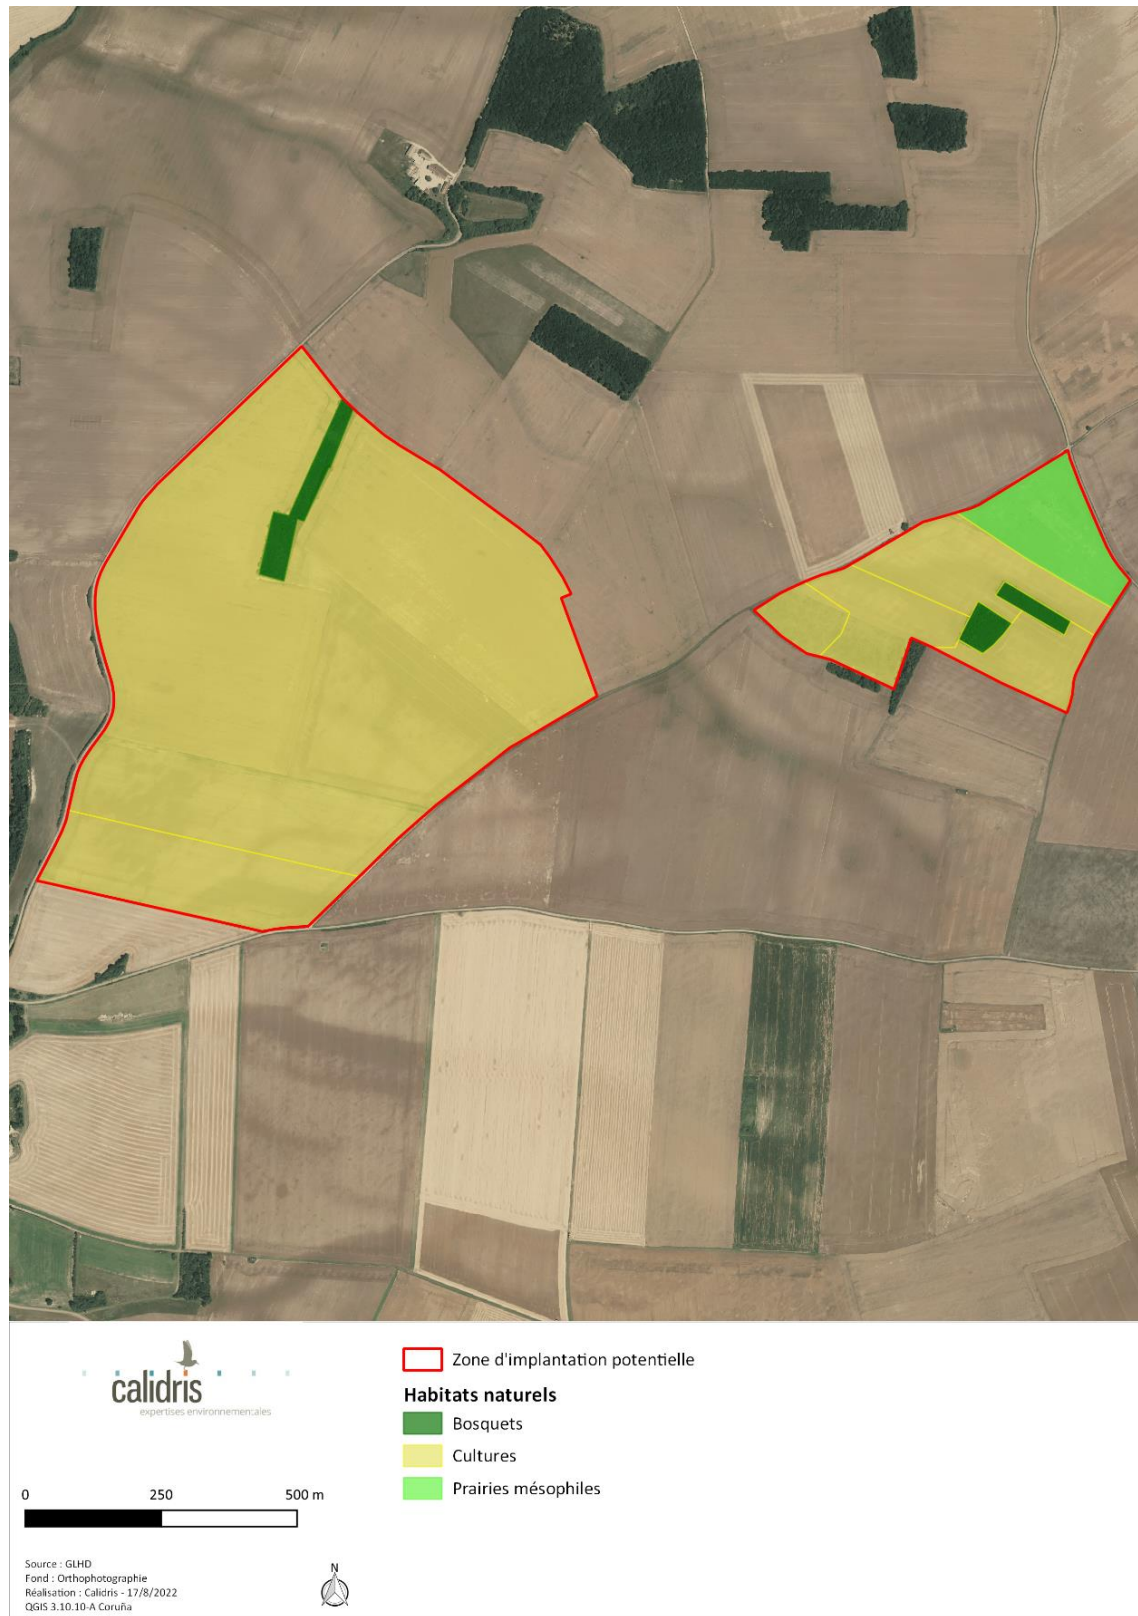 calidris
expertises environnementales
0 250 500 m
Source : GLHD
Fond : Orthophotographie
Réalisation : Calidris - 17/8/2022
QGIS 3.10.10-A Coruña
N
Zone d'implantation potentielle
Habitats naturels
Bosquets
Cultures
Prairies mésophiles